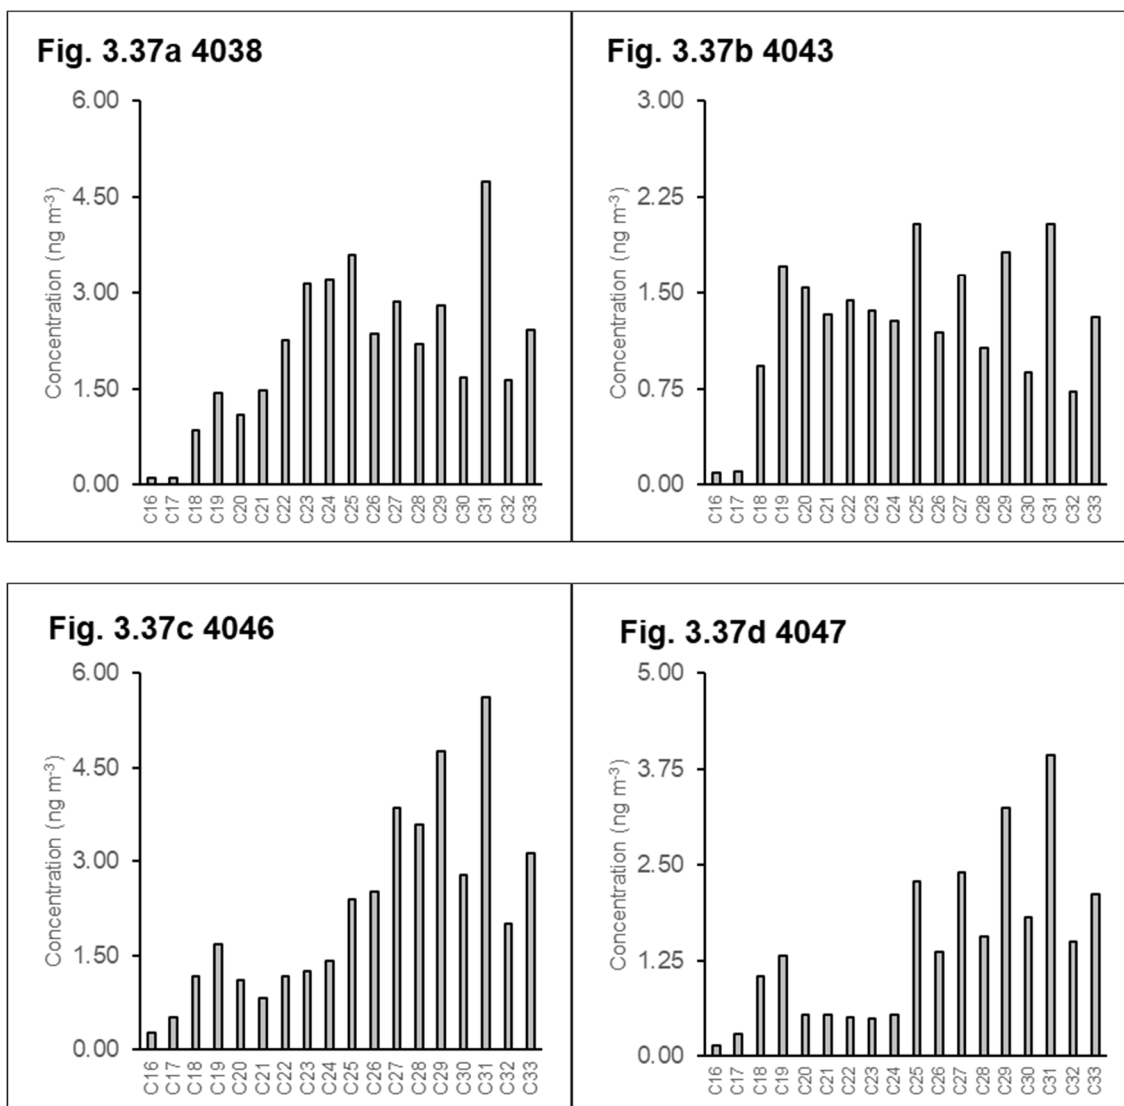 Fig. 3.37a 4038
6.00
4.50
3.00
1.50
0.00
Concentration (ng m-3)
C16 C17 C18 C19 C20 C21 C22 C23 C24 C25 C26 C27 C28 C29 C30 C31 C32 C33
Fig. 3.37b 4043
3.00
2.25
1.50
0.75
0.00
Concentration (ng m-3)
C16 C17 C18 C19 C20 C21 C22 C23 C24 C25 C26 C27 C28 C29 C30 C31 C32 C33
Fig. 3.37c 4046
6.00
4.50
3.00
1.50
0.00
Concentration (ng m-3)
C16 C17 C18 C19 C20 C21 C22 C23 C24 C25 C26 C27 C28 C29 C30 C31 C32 C33
Fig. 3.37d 4047
5.00
3.75
2.50
1.25
0.00
Concentration (ng m-3)
C16 C17 C18 C19 C20 C21 C22 C23 C24 C25 C26 C27 C28 C29 C30 C31 C32 C33